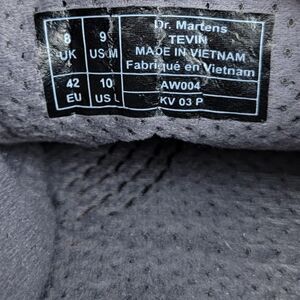 8 UK
9 US M
42 EU
10 US L
Dr. Martens
TEVIN
MADE IN VIETNAM
Fabriqué en Vietnam
AW004
KV 03 P